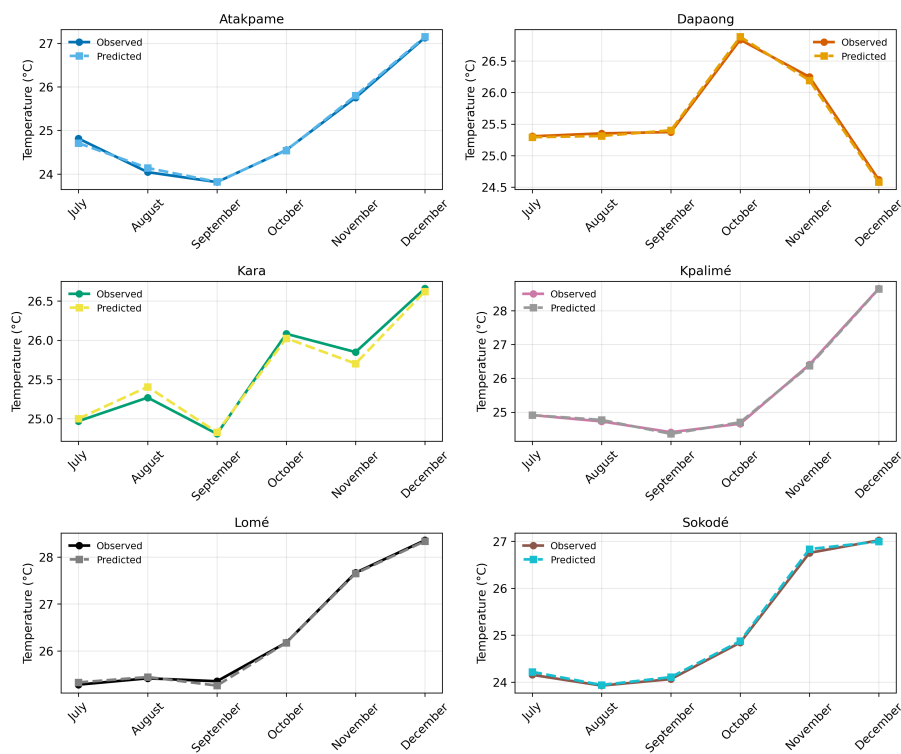 Atakpame
Temperature (°C)
27
26
25
24
Observed
Predicted
July
August
September
October
November
December
Dapaong
Temperature (°C)
26.5
26.0
25.5
25.0
24.5
Observed
Predicted
July
August
September
October
November
December
Kara
Temperature (°C)
26.5
26.0
25.5
25.0
Observed
Predicted
July
August
September
October
November
December
Kpalimé
Temperature (°C)
28
27
26
25
Observed
Predicted
July
August
September
October
November
December
Lomé
Temperature (°C)
28
27
26
Observed
Predicted
July
August
September
October
November
December
Sokodé
Temperature (°C)
27
26
25
24
Observed
Predicted
July
August
September
October
November
December